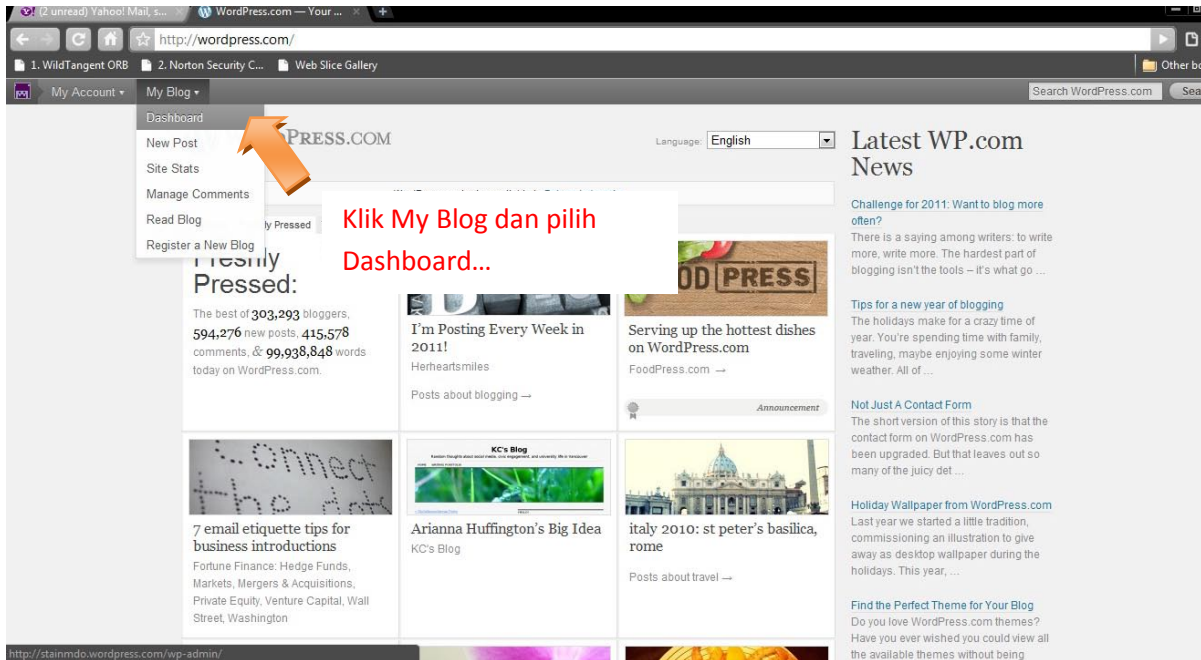 (2 unread) Yahoo! Mail, s...
WordPress.com — Your ...
http://wordpress.com/
1. WildTangent ORB
2. Norton Security C...
Web Slice Gallery
Other bo
My Account
My Blog
Search WordPress.com
Sea
Dashboard
New Post
Site Stats
Manage Comments
Read Blog
Register a New Blog
PRESS.COM
Language:
English
Klik My Blog dan pilih
Dashboard...
y Pressed
Freshly
Pressed:
The best of 303,293 bloggers,
594,276 new posts, 415,578
comments, & 99,938,848 words
today on WordPress.com.
I'm Posting Every Week in
2011!
Herheartsmiles
Posts about blogging →
OD PRESS
Serving up the hottest dishes
on WordPress.com
FoodPress.com →
Announcement
Connect
the dot
7 email etiquette tips for
business introductions
Fortune Finance: Hedge Funds,
Markets, Mergers & Acquisitions,
Private Equity, Venture Capital, Wall
Street, Washington
KC's Blog
Arianna Huffington's Big Idea
KC's Blog
italy 2010: st peter's basilica,
rome
Posts about travel →
Latest WP.com
News
Challenge for 2011: Want to blog more
often?
There is a saying among writers: to write
more, write more. The hardest part of
blogging isn't the tools – it's what go ...
Tips for a new year of blogging
The holidays make for a crazy time of
year. You're spending time with family,
traveling, maybe enjoying some winter
weather. All of ...
Not Just A Contact Form
The short version of this story is that the
contact form on WordPress.com has
been upgraded. But that leaves out so
many of the juicy det ...
Holiday Wallpaper from WordPress.com
Last year we started a little tradition,
commissioning an illustration to give
away as desktop wallpaper during the
holidays. This year, ...
Find the Perfect Theme for Your Blog
Do you love WordPress.com themes?
Have you ever wished you could view all
the available themes without being
http://stainmdo.wordpress.com/wp-admin/